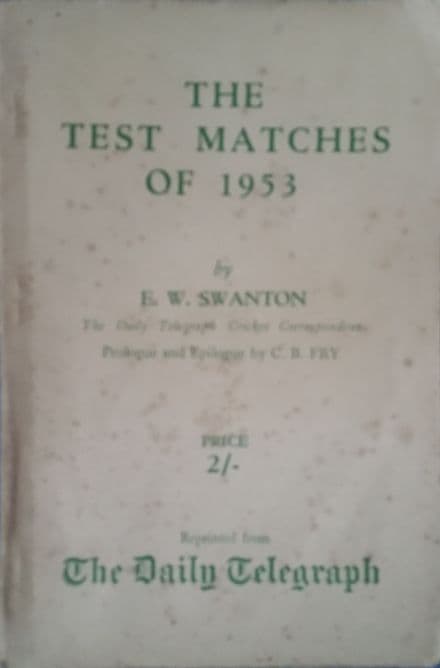 THE
TEST MATCHES
OF 1953
by
E. W. SWANTON
The Daily Telegraph Cricket Correspondent
Prologue and Epilogue by C. B. FRY
PRICE
2/-
Reprinted from
The Daily Telegraph